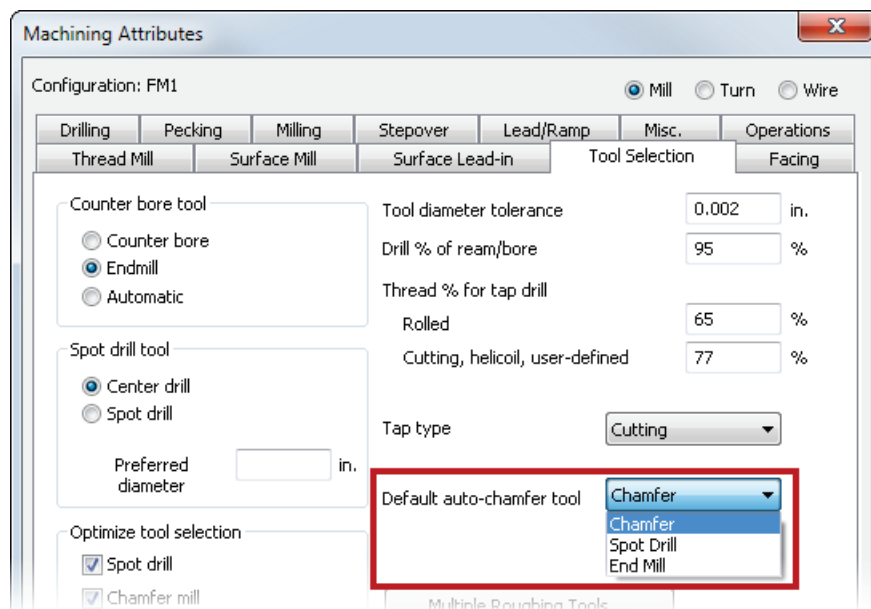 Machining Attributes
Configuration: FM1
Mill Turn Wire
Drilling Pecking Milling Stepover Lead/Ramp Misc. Operations
Thread Mill Surface Mill Surface Lead-in Tool Selection Facing
Counter bore tool
Counter bore
Endmill
Automatic
Spot drill tool
Center drill
Spot drill
Preferred
diameter
in.
Optimize tool selection
Spot drill
Chamfer mill
Tool diameter tolerance 0.002 in.
Drill % of ream/bore 95 %
Thread % for tap drill
Rolled 65 %
Cutting, helicoil, user-defined 77 %
Tap type Cutting
Default auto-chamfer tool Chamfer
Chamfer
Spot Drill
End Mill
Multiple Roughing Tools